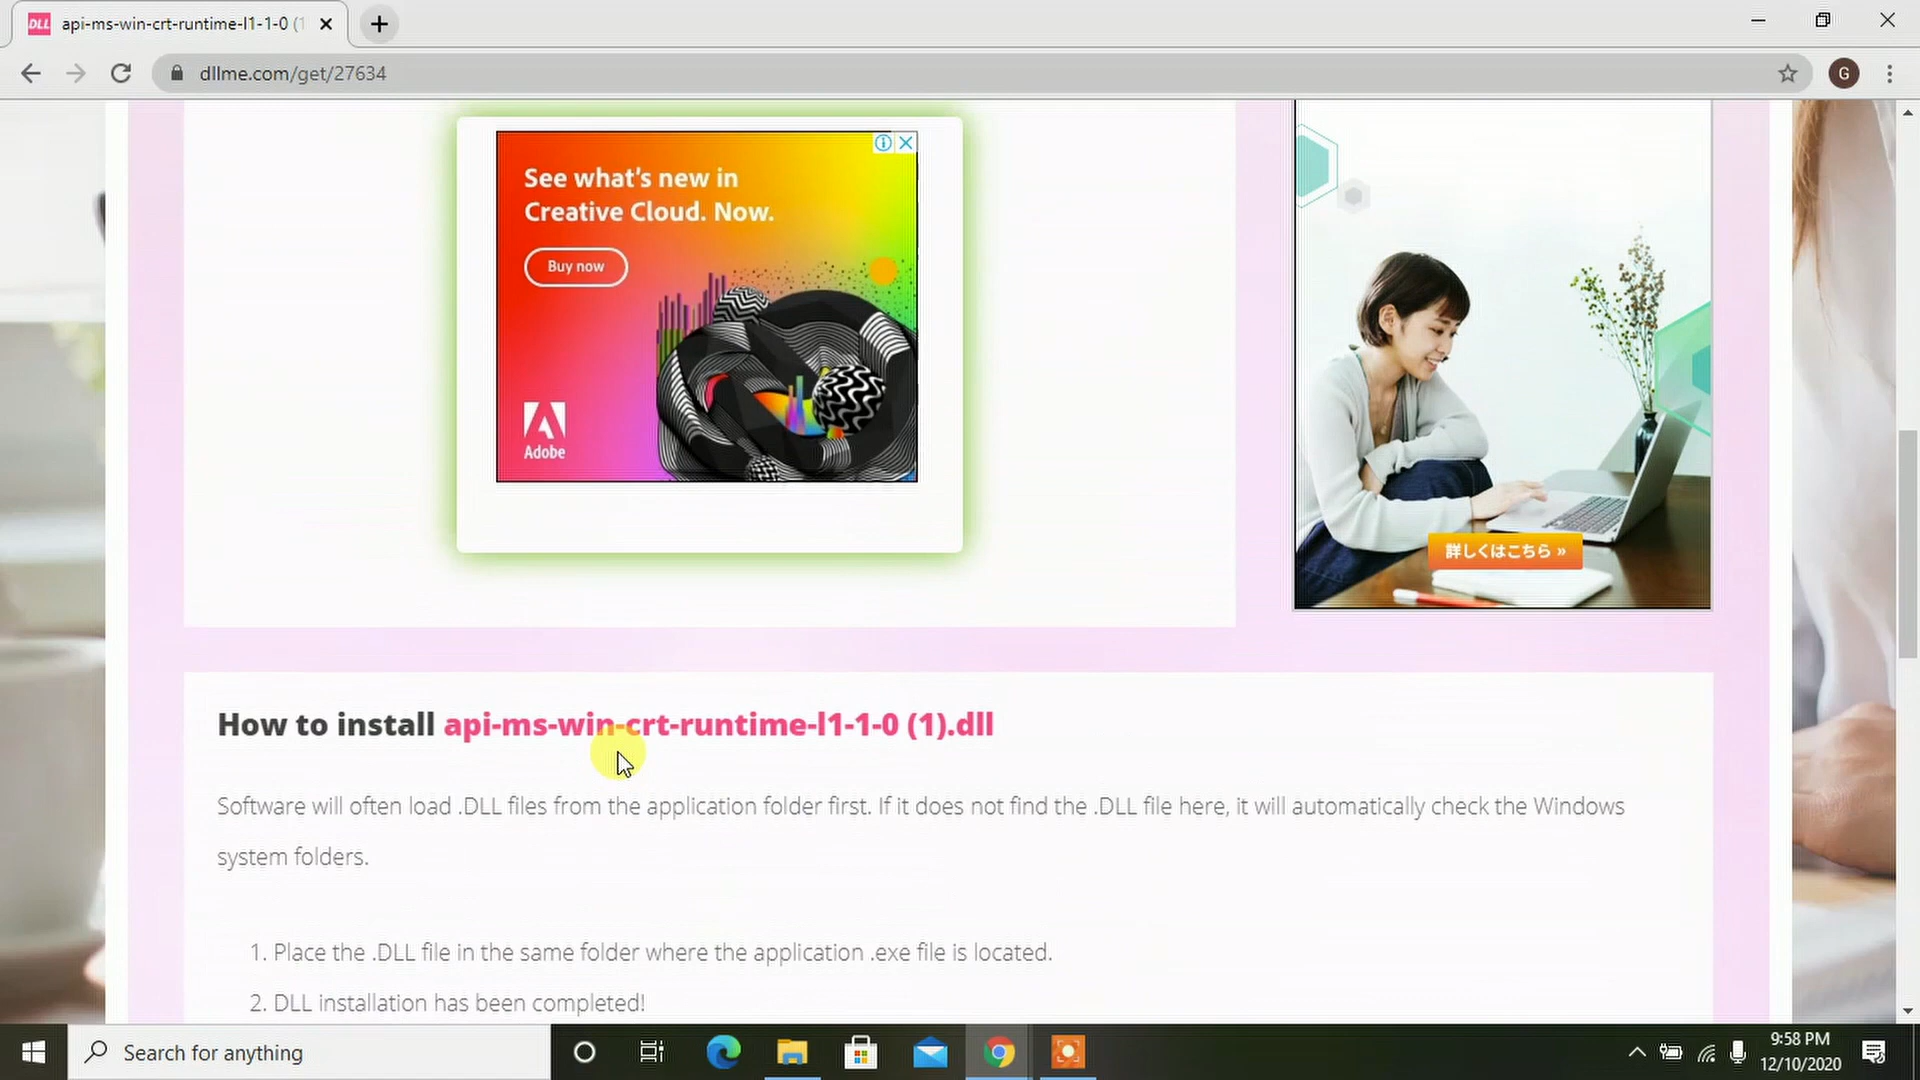 DLL api-ms-win-crt-runtime-l1-1-0 (1
dllme.com/get/27634
G
See what's new in
Creative Cloud. Now.
Buy now
Adobe
詳しくはこちら »
How to install api-ms-win-crt-runtime-l1-1-0 (1).dll
Software will often load .DLL files from the application folder first. If it does not find the .DLL file here, it will automatically check the Windows
system folders.
1. Place the .DLL file in the same folder where the application .exe file is located.
2. DLL installation has been completed!
Search for anything
9:58 PM
12/10/2020